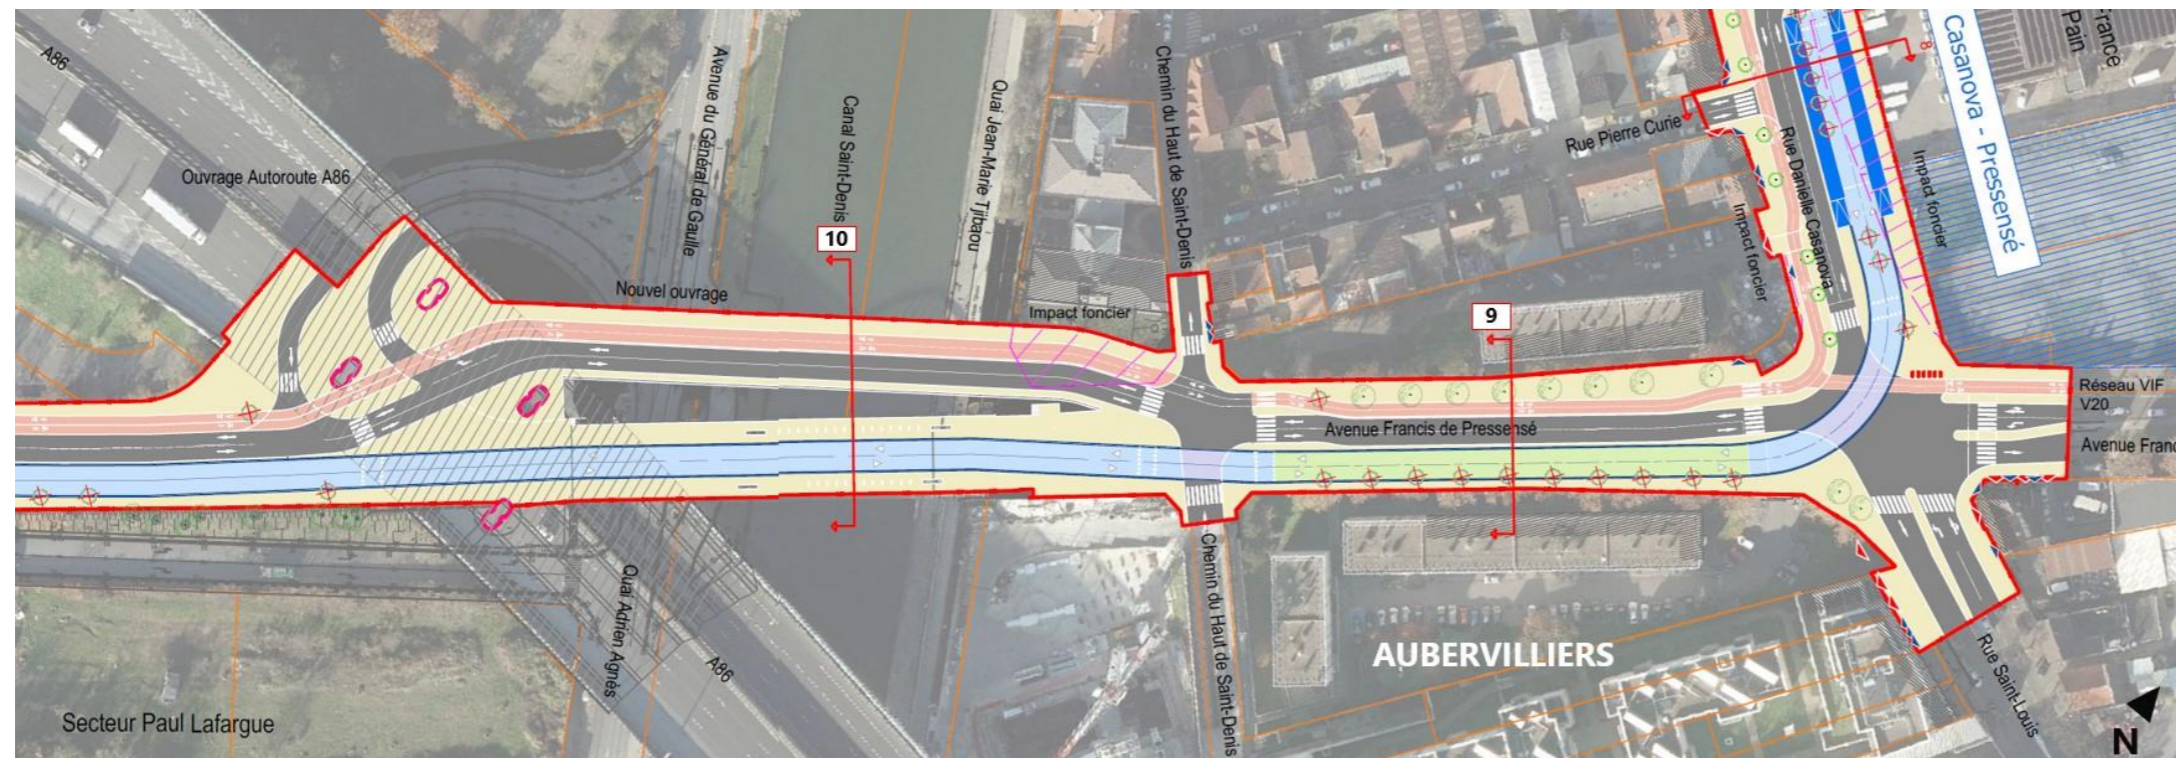 A86
Ouvrage Autoroute A86
Avenue du Général de Gaulle
Canal Saint-Denis
Quai Jean-Marie Tjibaou
Chemin du Haut de Saint-Denis
Rue Pierre Curie
Rue Danielle Casanova
Impact foncier
Impact foncier
8
Casanova - Pressensé
France
Pain
10
Nouvel ouvrage
Impact foncier
9
Avenue Francis de Pressensé
Réseau VIF
V20
Avenue Franc
Quai Adrien Agnès
A86
Chemin du Haut de Saint-Denis
AUBERVILLIERS
Rue Saint-Louis
Secteur Paul Lafargue
N